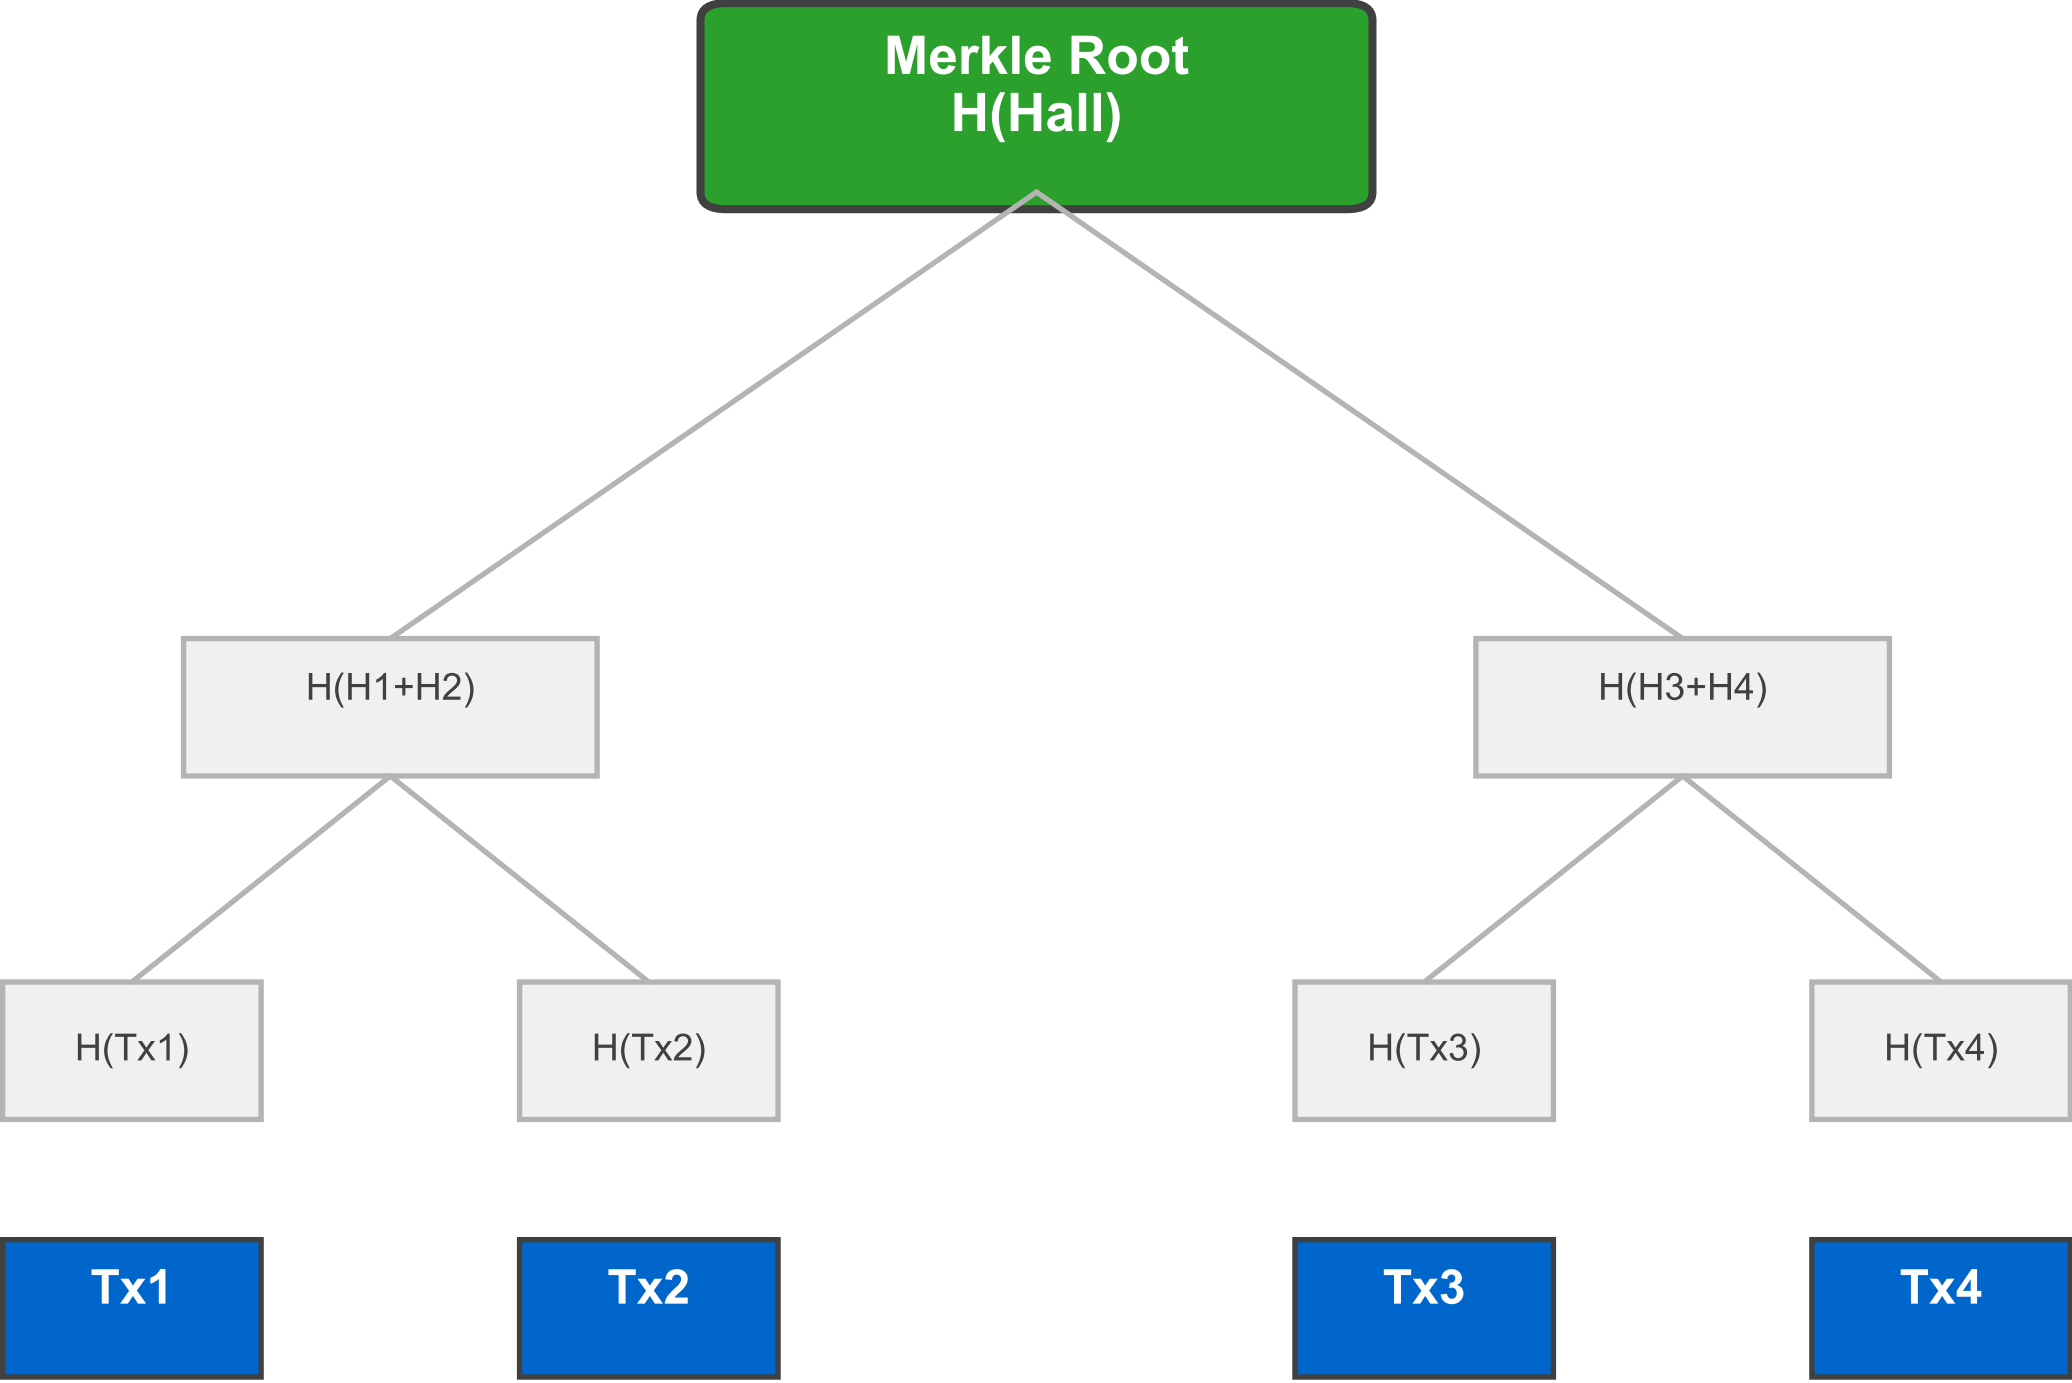 Merkle Root
H(Hall)
H(H1+H2)
H(H3+H4)
H(Tx1)
H(Tx2)
H(Tx3)
H(Tx4)
Tx1
Tx2
Tx3
Tx4